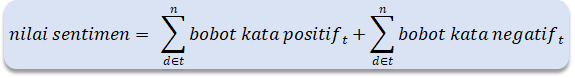 nilai sentimen = ∑_{d∈t}^{n} bobot kata positif_t + ∑_{d∈t}^{n} bobot kata negatif_t